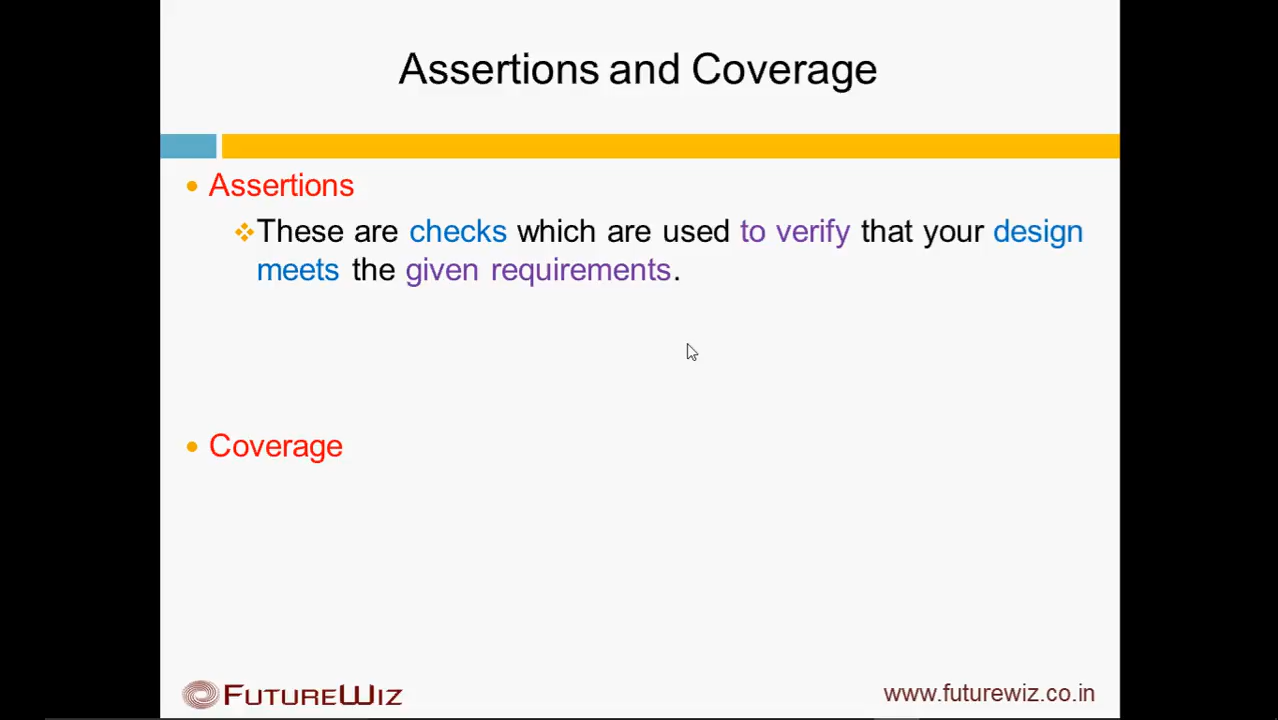 Assertions and Coverage
Assertions
These are checks which are used to verify that your design
meets the given requirements.
Coverage
FUTUREWIZ
www.futurewiz.co.in